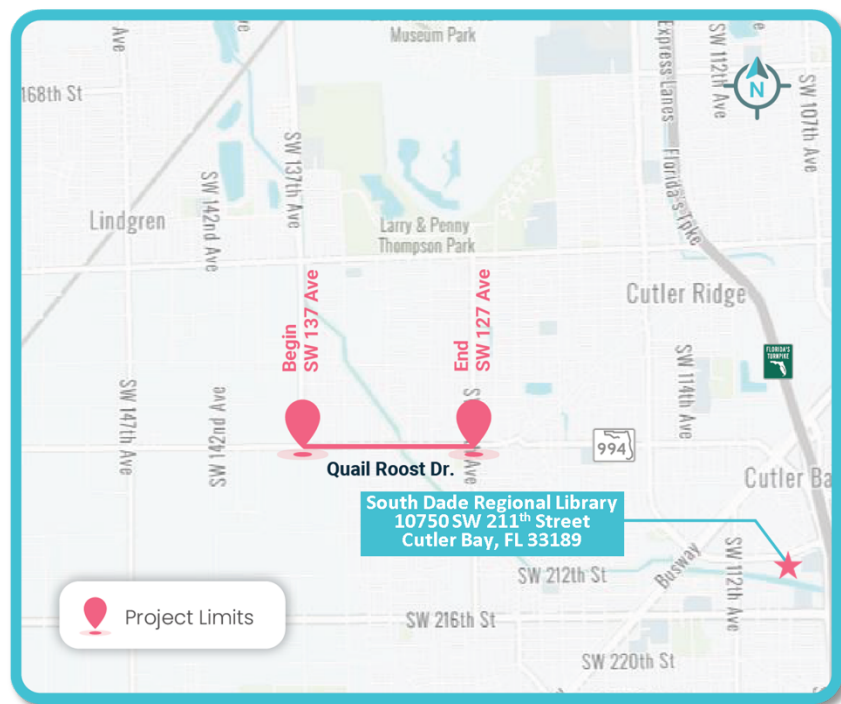 Museum Park
Ave
Ave
168th St
Express Lanes
SW 112th Ave
N
SW 107th Ave
SW 137th Ave
SW 142nd Ave
Lindgren
Florida's Tpke
Larry & Penny
Thompson Park
Cutler Ridge
Begin
SW 137 Ave
End
SW 127 Ave
FLORIDA'S
TURNPIKE
SW 114th Ave
SW 147th Ave
SW 142nd Ave
Ave
994
Quail Roost Dr.
Cutler Ba
South Dade Regional Library
10750 SW 211th Street
Cutler Bay, FL 33189
SW 212th St
Busway
SW 112th Ave
Project Limits
SW 216th St
SW 220th St